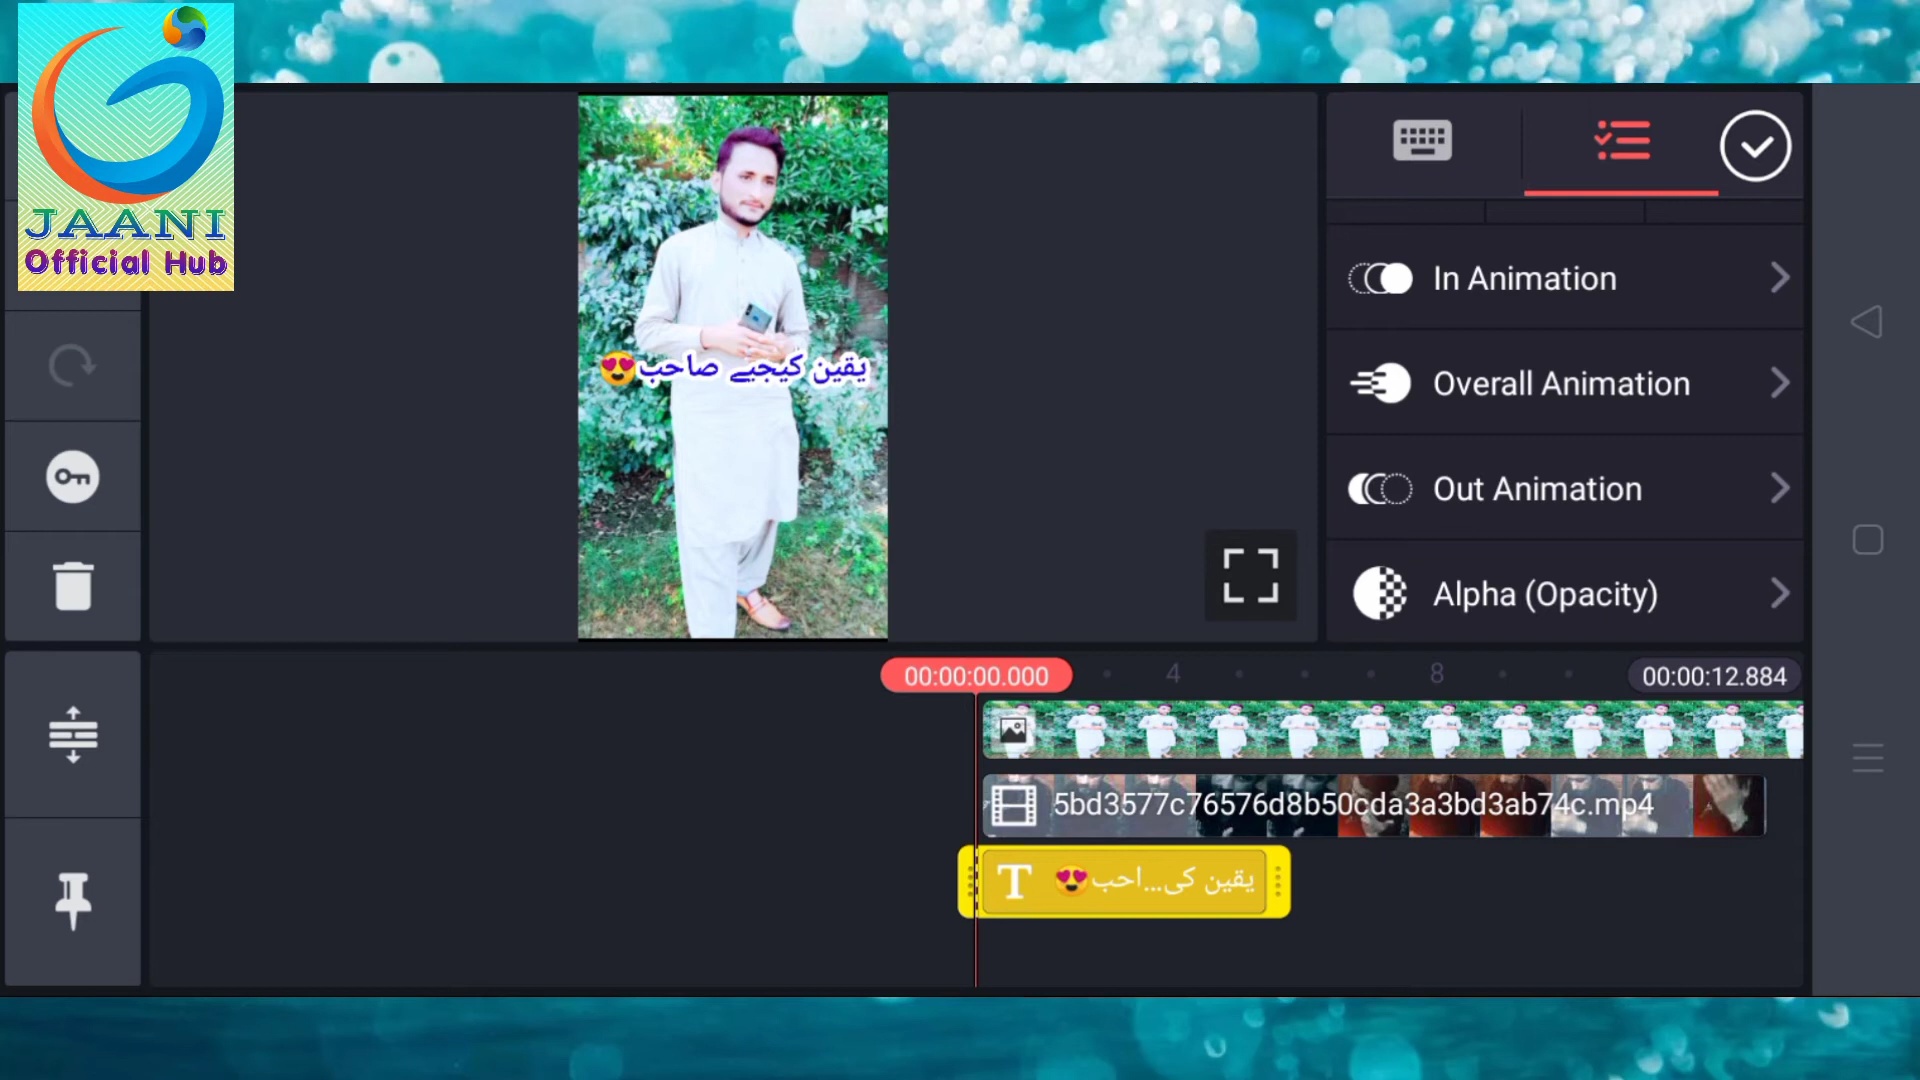 JAANI
Official Hub
یقین کیجیے صاحب😍
In Animation
Overall Animation
Out Animation
Alpha (Opacity)
00:00:00.000
4
8
00:00:12.884
5bd3577c76576d8b50cda3a3bd3ab74c.mp4
T
یقین کی...احب😍